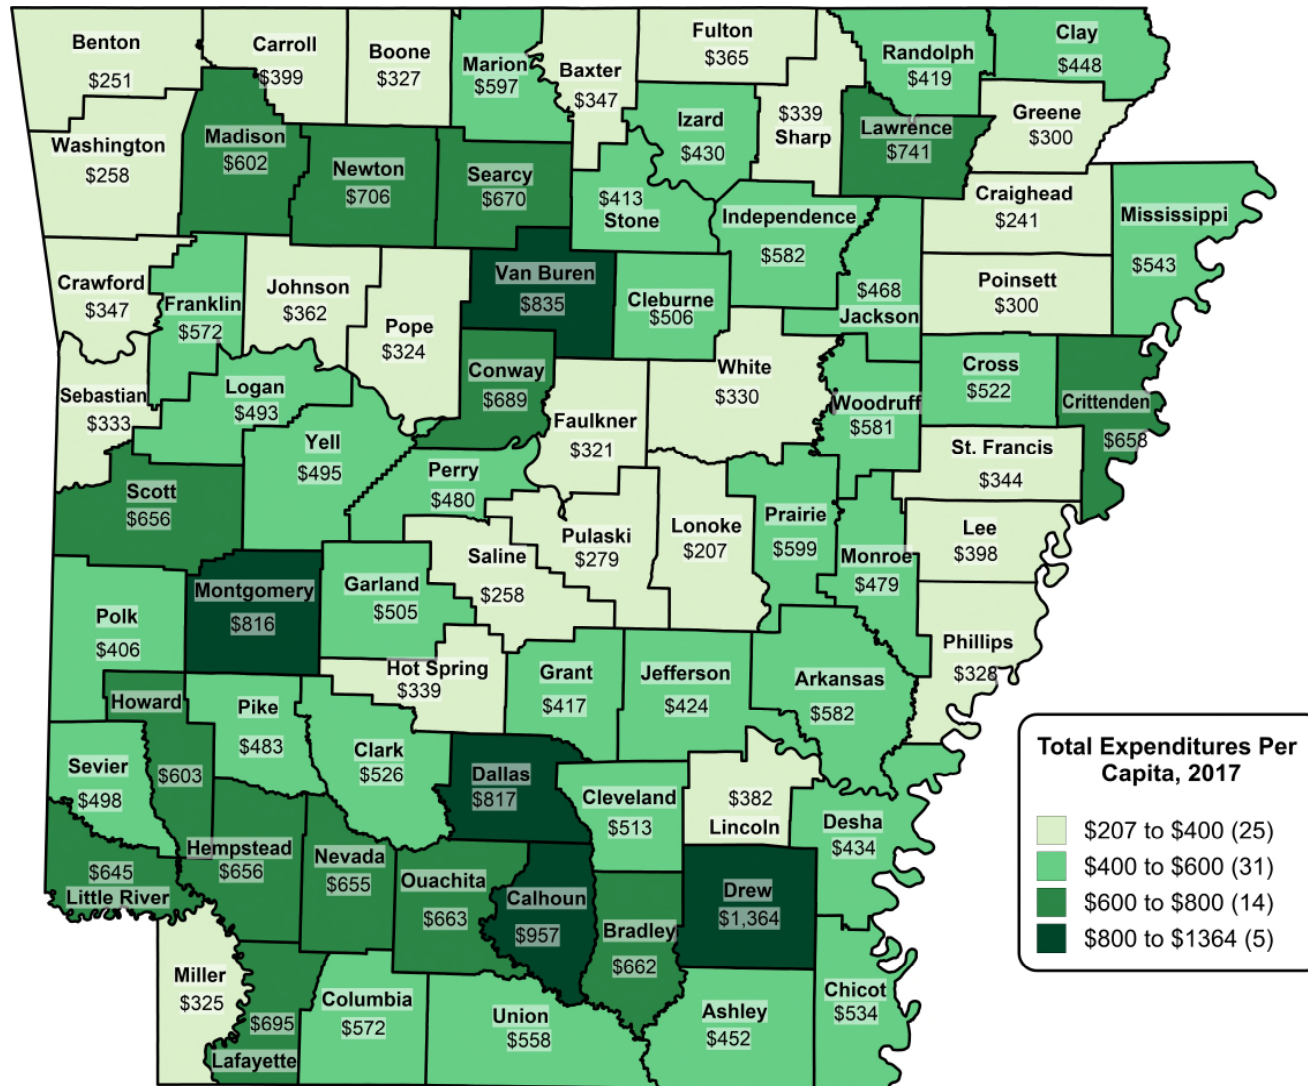 Benton
$251
Carroll
$399
Boone
$327
Marion
$597
Baxter
$347
Fulton
$365
Randolph
$419
Clay
$448
Washington
$258
Madison
$602
Newton
$706
Searcy
$670
$413
Stone
Izard
$430
$339
Sharp
Lawrence
$741
Greene
$300
Craighead
$241
Mississippi
$543
Independence
$582
Crawford
$347
Franklin
$572
Johnson
$362
Pope
$324
Van Buren
$835
Cleburne
$506
$468
Jackson
Poinsett
$300
Sebastian
$333
Logan
$493
Conway
$689
Faulkner
$321
White
$330
Woodruff
$581
Cross
$522
Crittenden
$658
Scott
$656
Yell
$495
Perry
$480
St. Francis
$344
Saline
$258
Pulaski
$279
Lonoke
$207
Prairie
$599
Monroe
$479
Lee
$398
Polk
$406
Montgomery
$816
Garland
$505
Hot Spring
$339
Grant
$417
Jefferson
$424
Arkansas
$582
Phillips
$328
Howard
$603
Pike
$483
Clark
$526
Sevier
$498
Dallas
$817
Cleveland
$513
$382
Lincoln
Desha
$434
$645
Little River
Hempstead
$656
Nevada
$655
Ouachita
$663
Calhoun
$957
Bradley
$662
Drew
$1,364
Miller
$325
$695
Lafayette
Columbia
$572
Union
$558
Ashley
$452
Chicot
$534
Total Expenditures Per
Capita, 2017
$207 to $400 (25)
$400 to $600 (31)
$600 to $800 (14)
$800 to $1364 (5)